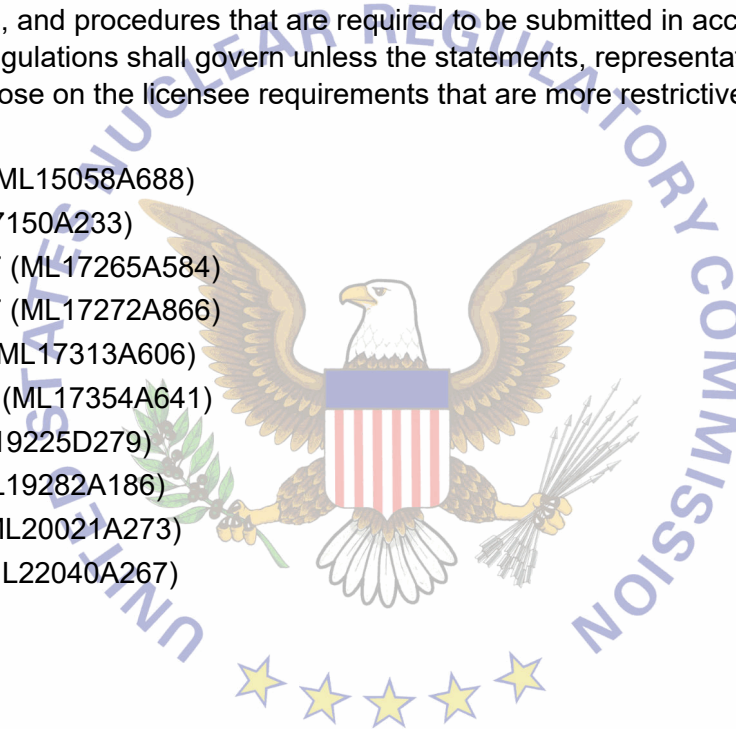 , and procedures that are required to be submitted in acc
gulations shall govern unless the statements, representat
ose on the licensee requirements that are more restrictive
ML15058A688)
7150A233)
(ML17265A584)
(ML17272A866)
ML17313A606)
(ML17354A641)
19225D279)
L19282A186)
ML20021A273)
L22040A267)
UNITED STATES NUCLEAR REGULATORY COMMISSION